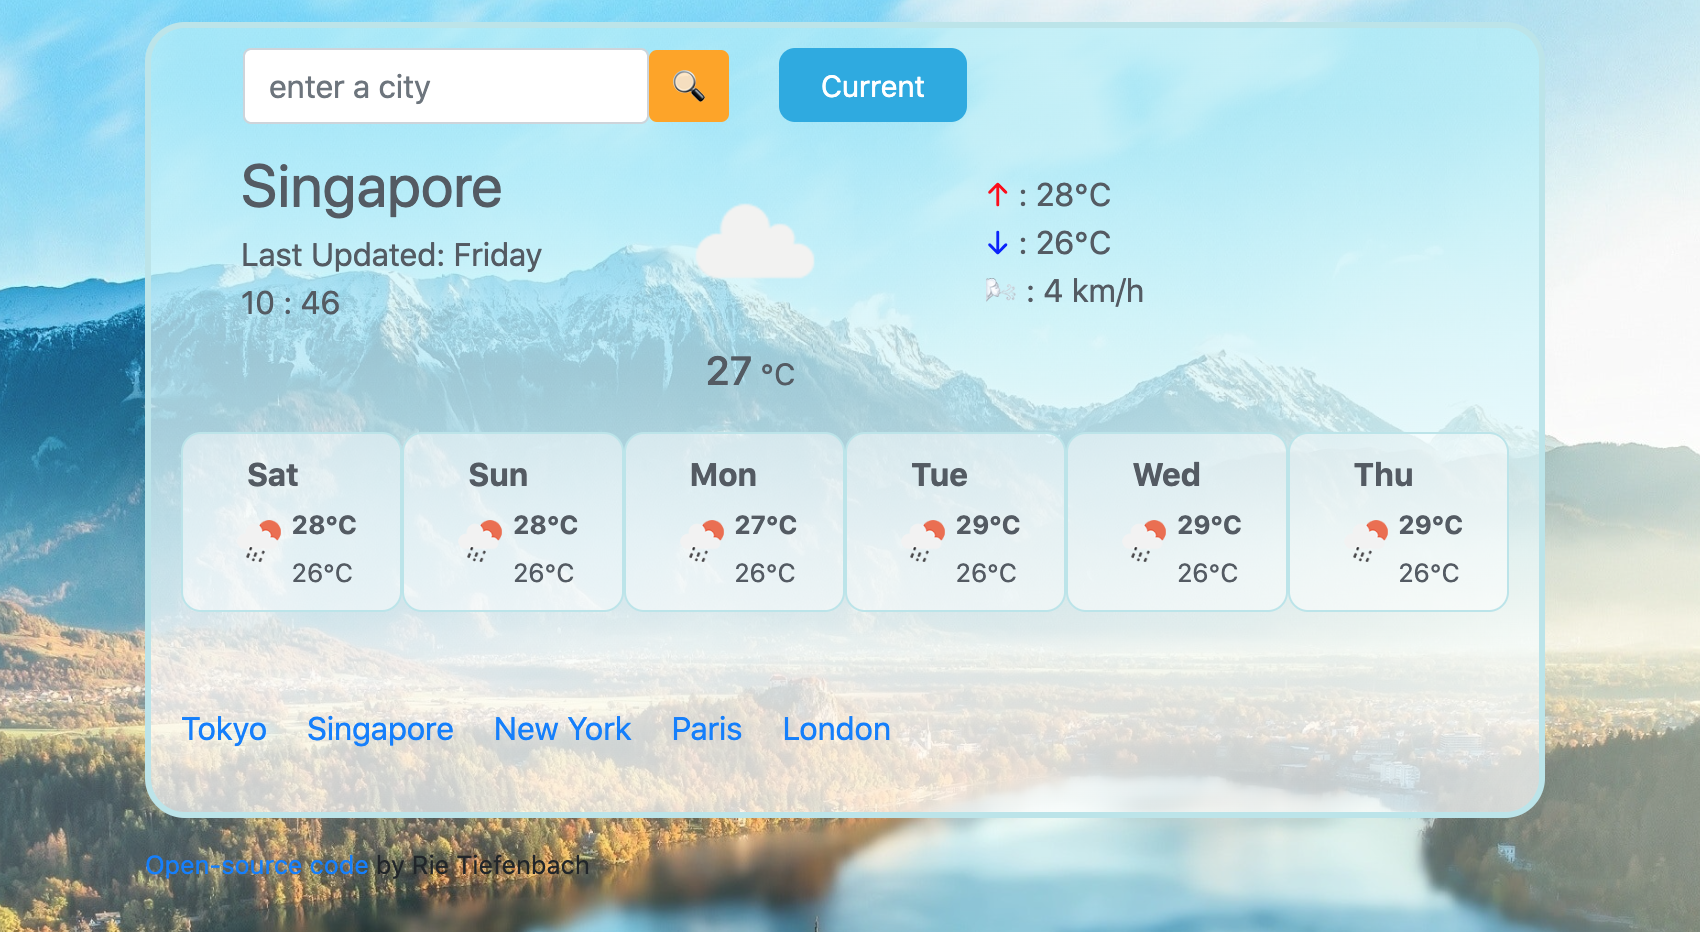 enter a city
Current
Singapore
Last Updated: Friday
10 : 46
↑ : 28°C
↓ : 26°C
: 4 km/h
27 °C
Sat
28°C
26°C
Sun
28°C
26°C
Mon
27°C
26°C
Tue
29°C
26°C
Wed
29°C
26°C
Thu
29°C
26°C
Tokyo Singapore New York Paris London
Open-source code by Rie Tiefenbach